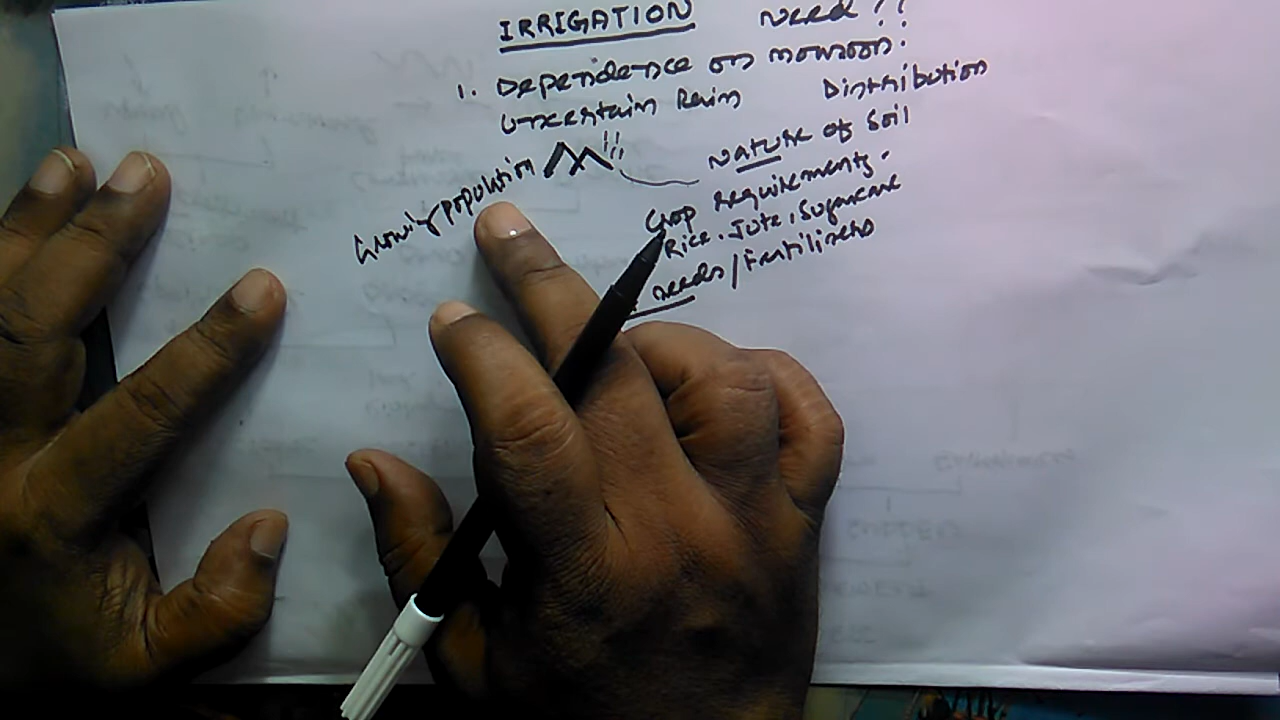 IRRIGATION Need??
1. Dependence on monsoon.
Uncertain Rain Distribution
Nature of Soil
Growing population
Crop requirements.
Rice, Jute, Sugarcane
needs/Fertilizers